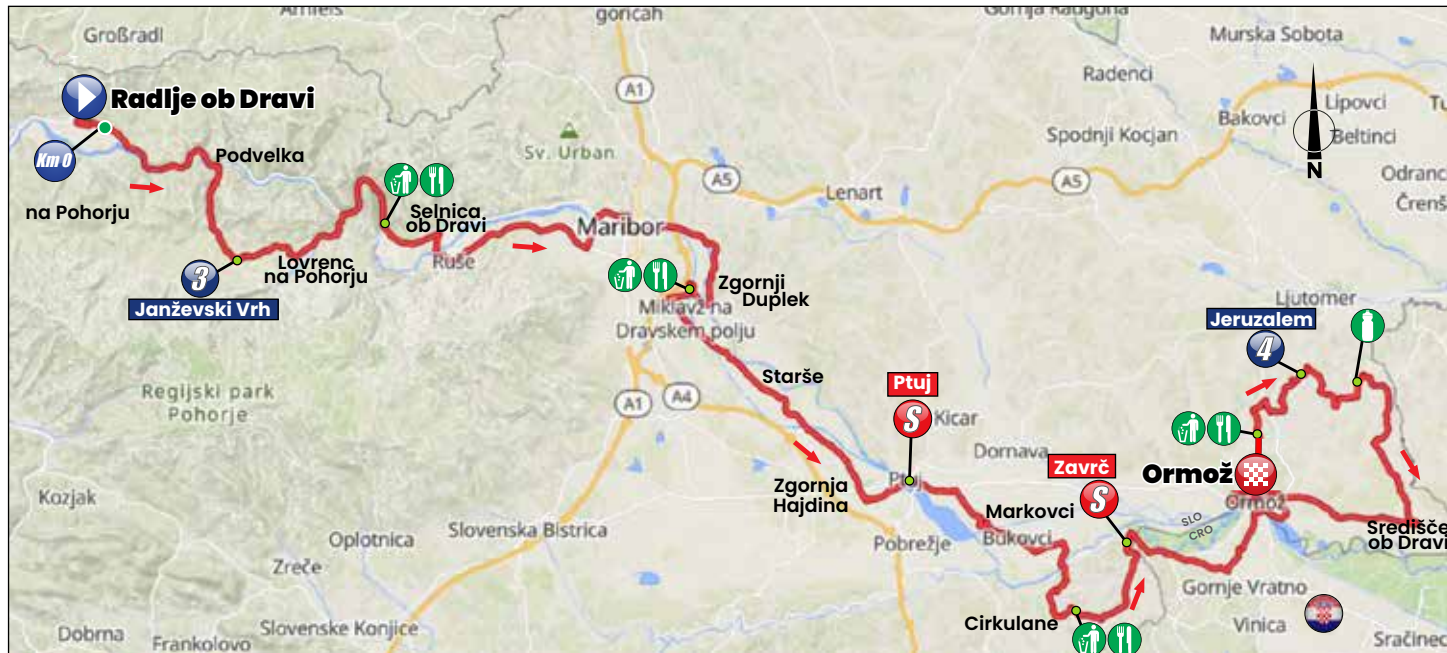 Arnfels
goricah
Gornja Radgona
Großradl
Murska Sobota
Radlje ob Dravi
A1
Radenci
Lipovci
Bakovci
Beltinci
Km 0
Podvelka
Sv. Urban
Spodnji Kocjan
N
A5
A5
Lenart
Odranc
Črenš
na Pohorju
Selnica
ob Dravi
Maribor
3
Lovrenc
na Pohorju
Ruše
Janževski Vrh
Zgornji
Duplek
Miklavž na
Dravskem polju
Ljutomer
Jeruzalem
4
Starše
Regijski park
Pohorje
A1
A4
Ptuj
S
Kicar
Dornava
Zavrč
S
Ormož
Ptuj
Kozjak
Zgornja
Hajdina
Markovci
Bukovci
SLO
CRO
Ormož
Središče
ob Dravi
Slovenska Bistrica
Oplotnica
Pobrežje
Zreče
Gornje Vratno
Cirkulane
Vinica
Dobrna
Frankolovo
Slovenske Konjice
Sračinec